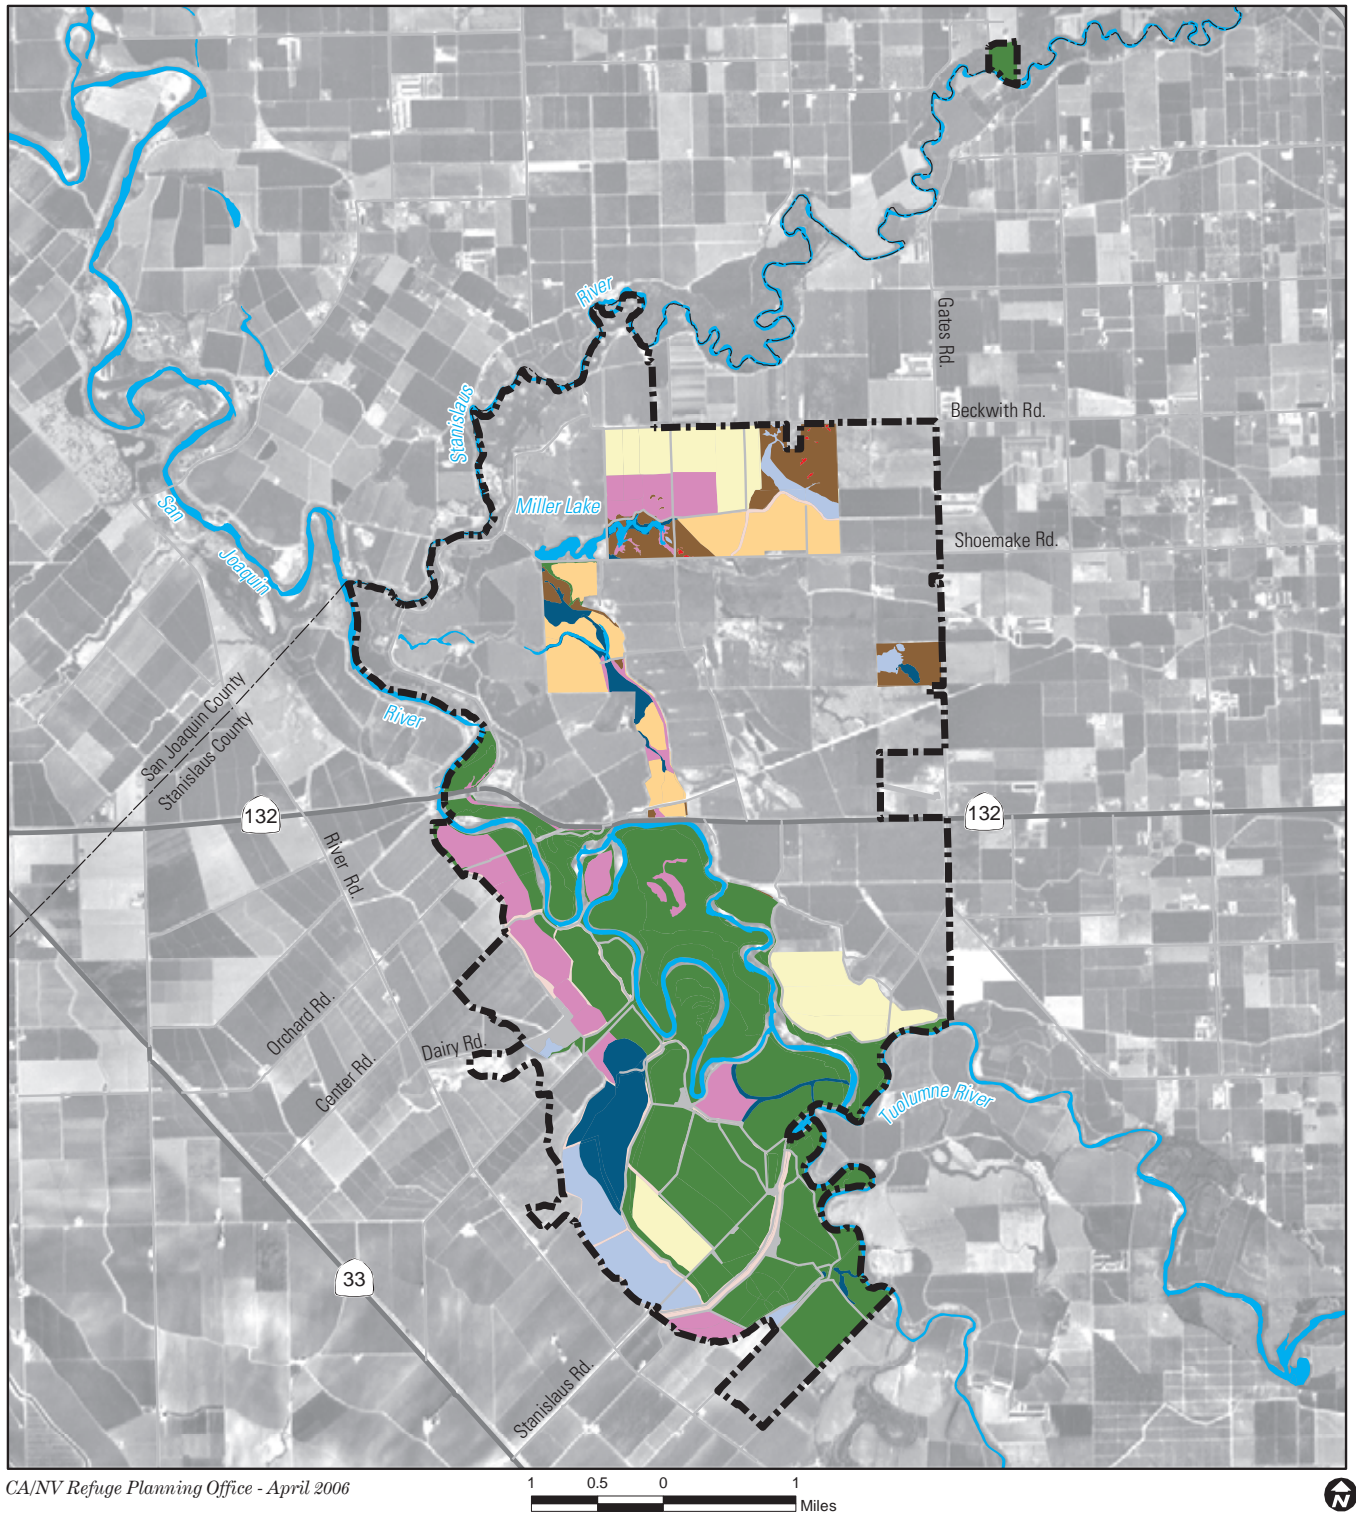 River
Gates Rd.
Stanislaus
Beckwith Rd.
San
Joaquin
Miller Lake
Shoemake Rd.
San Joaquin County
Stanislaus County
River
132
132
River Rd.
Orchard Rd.
Center Rd.
Dairy Rd.
Tuolumne River
33
Stanislaus Rd.
CA/NV Refuge Planning Office - April 2006
1 0.5 0 1
Miles
N